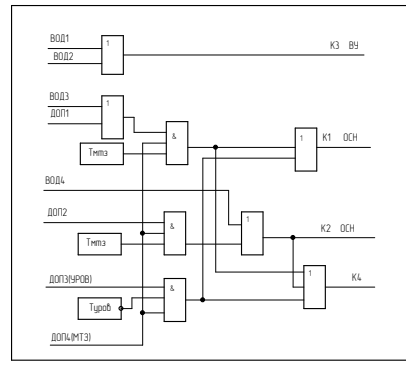 ВОД1
1
К3 ВУ
ВОД2
ВОД3
1
ДОП1
&
1
К1 ОСН
Тмтз
ВОД4
ДОП2
1
&
К2 ОСН
Тмтз
1
К4
ДОП3(УРОВ)
&
Туров
ДОП4(МТЗ)